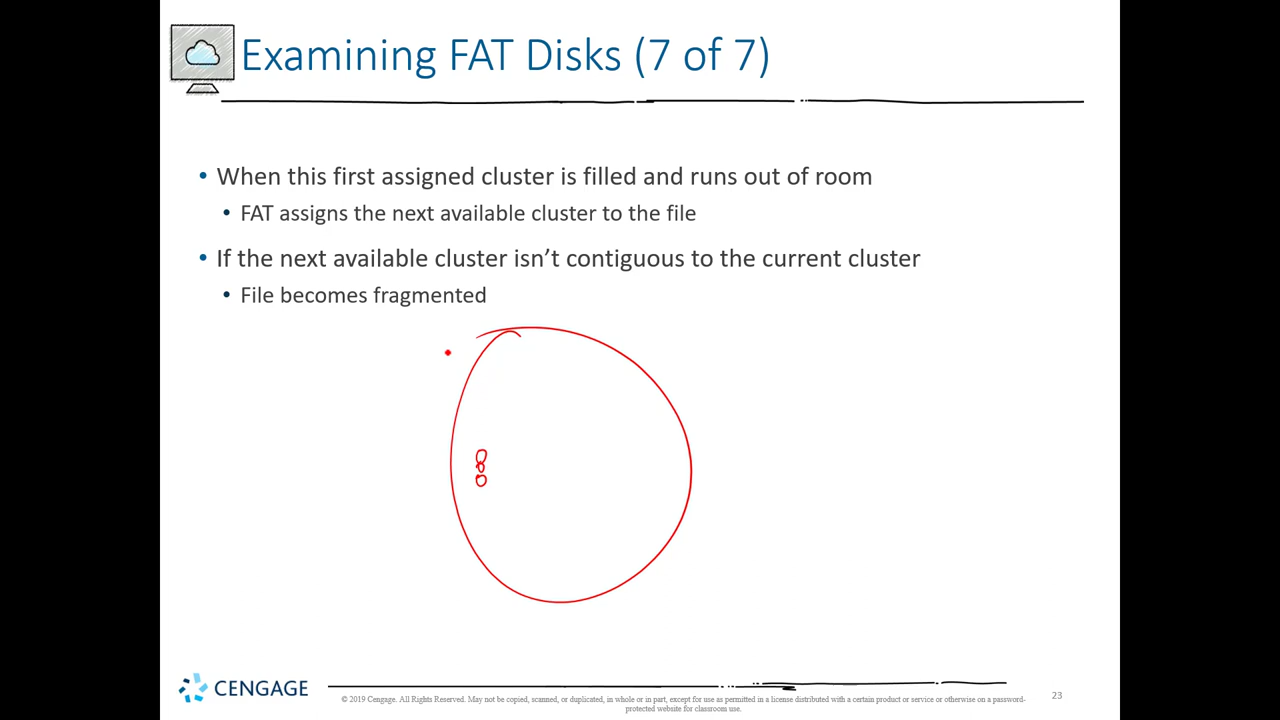 Examining FAT Disks (7 of 7)
• When this first assigned cluster is filled and runs out of room
• FAT assigns the next available cluster to the file
• If the next available cluster isn’t contiguous to the current cluster
• File becomes fragmented
CENGAGE
© 2019 Cengage. All Rights Reserved. May not be copied, scanned, or duplicated, in whole or in part, except for use as permitted in a license distributed with a certain product or service or otherwise on a password-
protected website for classroom use.
23